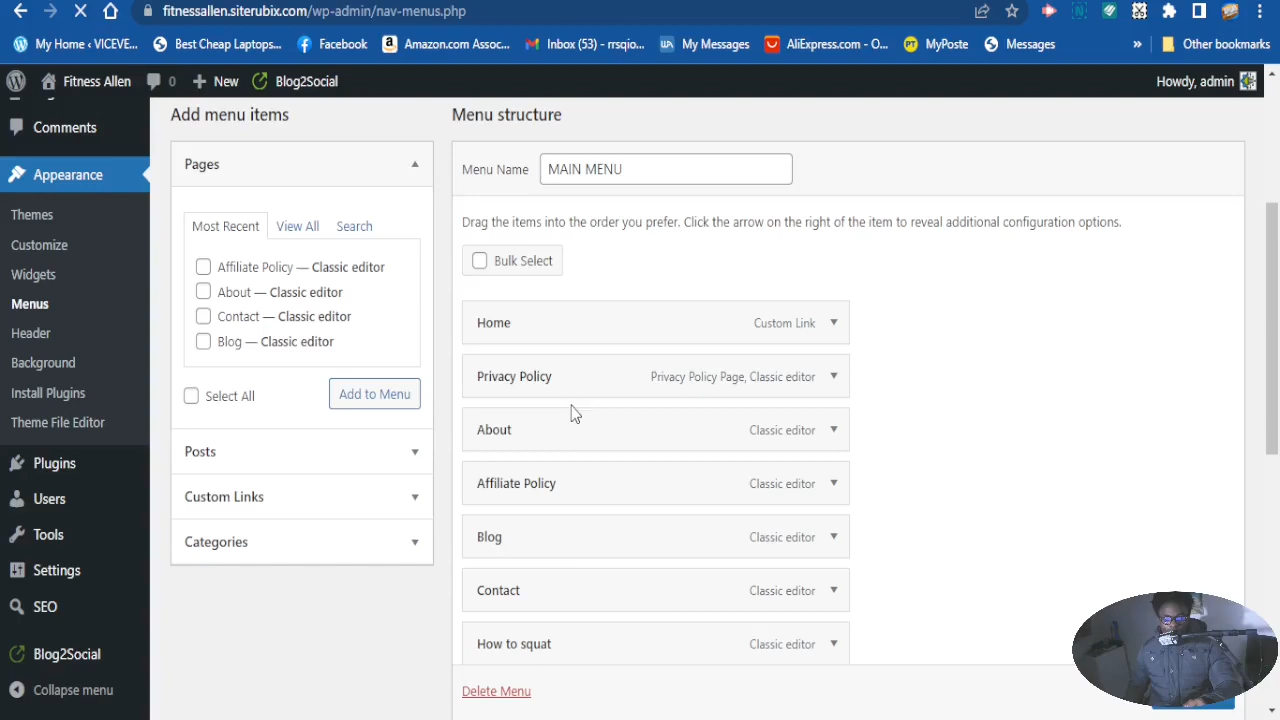 fitnessallen.siterubix.com/wp-admin/nav-menus.php
My Home ‹ VICEVE...
Best Cheap Laptops...
Facebook
Amazon.com Assoc...
Inbox (53) - rrsqio...
My Messages
AliExpress.com - O...
MyPoste
Messages
»
Other bookmarks
Fitness Allen
0
New
Blog2Social
Howdy, admin
Comments
Appearance
Themes
Customize
Widgets
Menus
Header
Background
Install Plugins
Theme File Editor
Plugins
Users
Tools
Settings
SEO
Blog2Social
Collapse menu
Add menu items
Pages
Most Recent
View All
Search
Affiliate Policy — Classic editor
About — Classic editor
Contact — Classic editor
Blog — Classic editor
Select All
Add to Menu
Posts
Custom Links
Categories
Menu structure
Menu Name
MAIN MENU
Drag the items into the order you prefer. Click the arrow on the right of the item to reveal additional configuration options.
Bulk Select
Home
Custom Link
Privacy Policy
Privacy Policy Page, Classic editor
About
Classic editor
Affiliate Policy
Classic editor
Blog
Classic editor
Contact
Classic editor
How to squat
Classic editor
Delete Menu